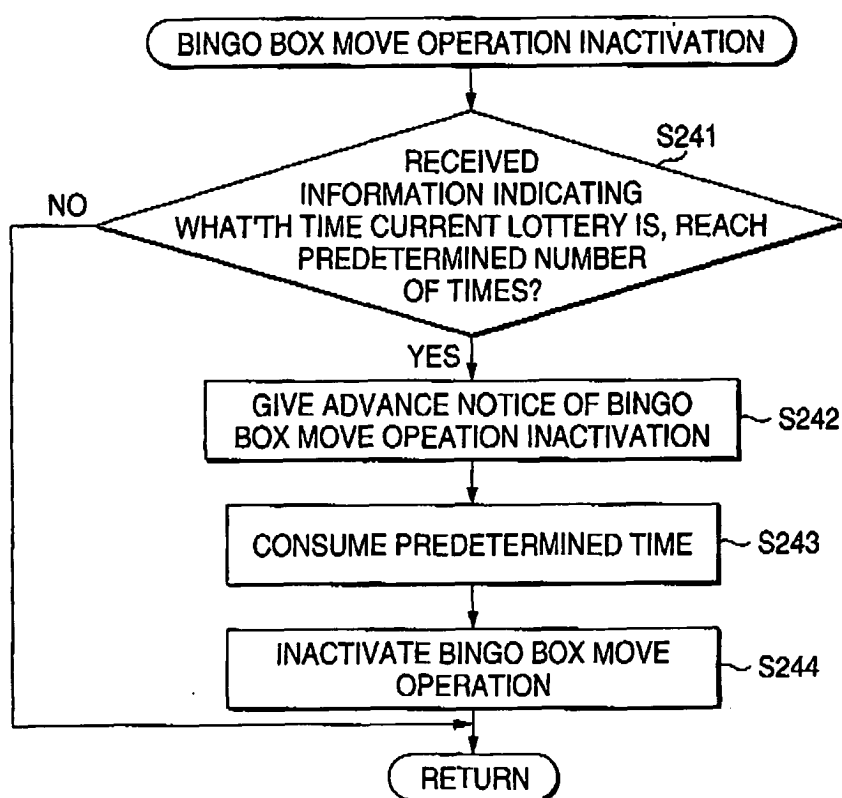 BINGO BOX MOVE OPERATION INACTIVATION
S241
RECEIVED
INFORMATION INDICATING
WHAT'TH TIME CURRENT LOTTERY IS, REACH
PREDETERMINED NUMBER
OF TIMES?
NO
YES
GIVE ADVANCE NOTICE OF BINGO
BOX MOVE OPEATION INACTIVATION
S242
CONSUME PREDETERMINED TIME
S243
INACTIVATE BINGO BOX MOVE
OPERATION
S244
RETURN